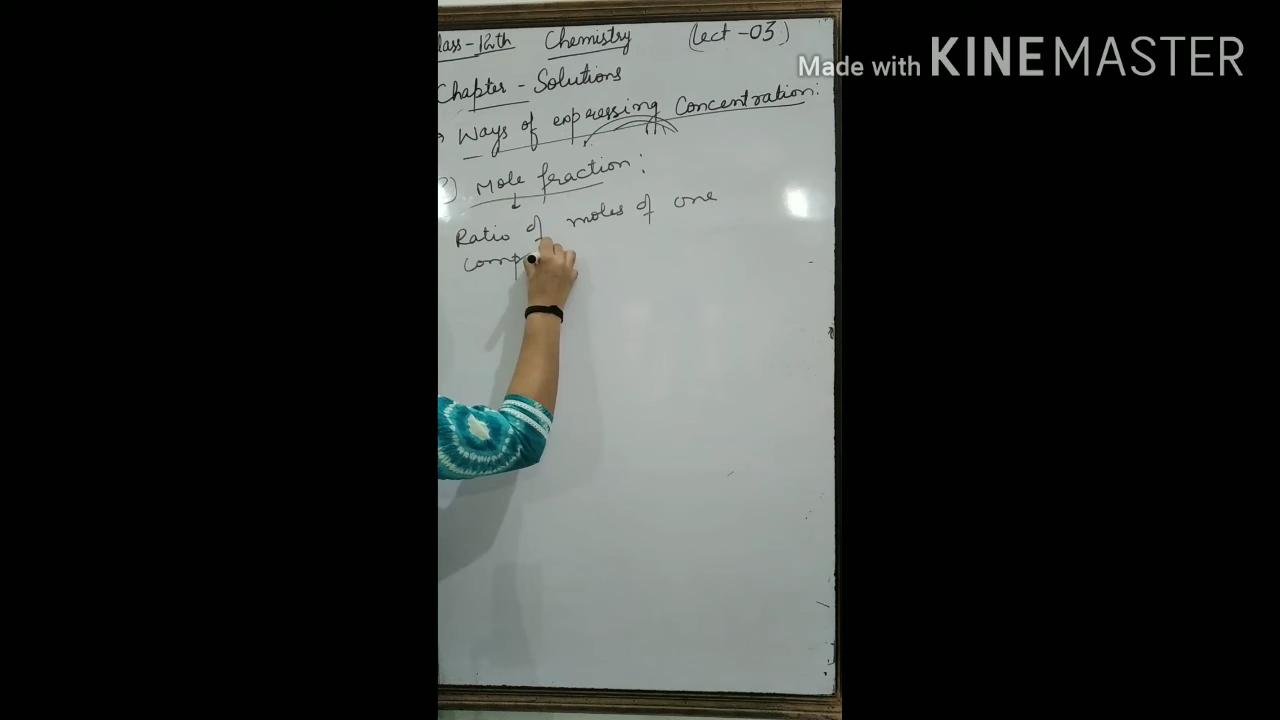 lass-12th Chemistry (Lect-03)
Made with KINEMASTER
Chapter - Solutions
Ways of expressing Concentration:
) Mole fraction:
Ratio of moles of one
comp